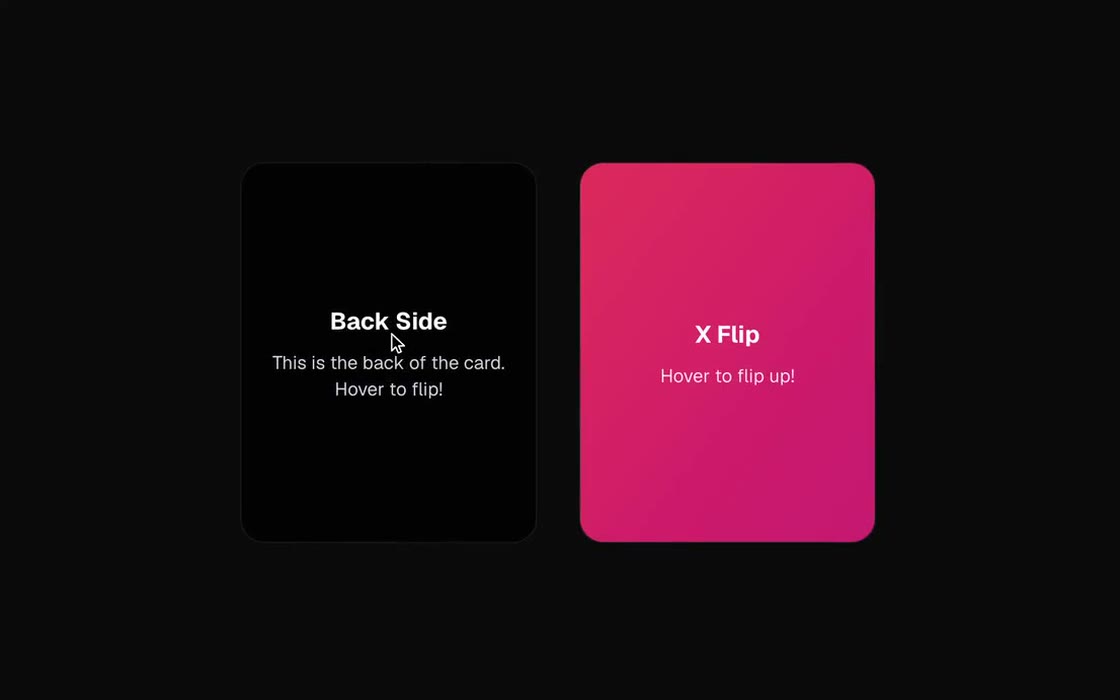 Back Side
This is the back of the card.
Hover to flip!
X Flip
Hover to flip up!